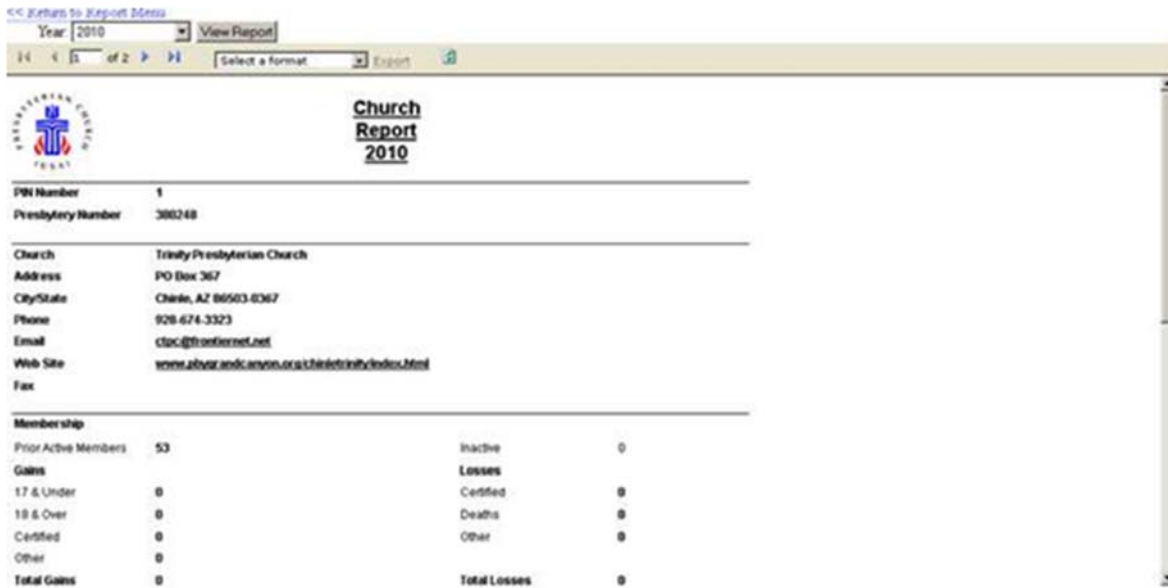 << Return to Report Menu
Year 2010 View Report
1 of 2 Select a format Export
PRESBYTERIAN CHURCH (U.S.A.)
Church
Report
2010
PIN Number 1
Presbytery Number 380248
Church Trinity Presbyterian Church
Address PO Box 367
City/State Chinle, AZ 86503-0367
Phone 928-674-3323
Email ctpc@frontiernet.net
Web Site www.pbygrandcanyon.org/chinletrinity/index.html
Fax
Membership
Prior Active Members 53 Inactive 0
Gains Losses
17 & Under 0 Certified 0
18 & Over 0 Deaths 0
Certified 0 Other 0
Other 0
Total Gains 0 Total Losses 0